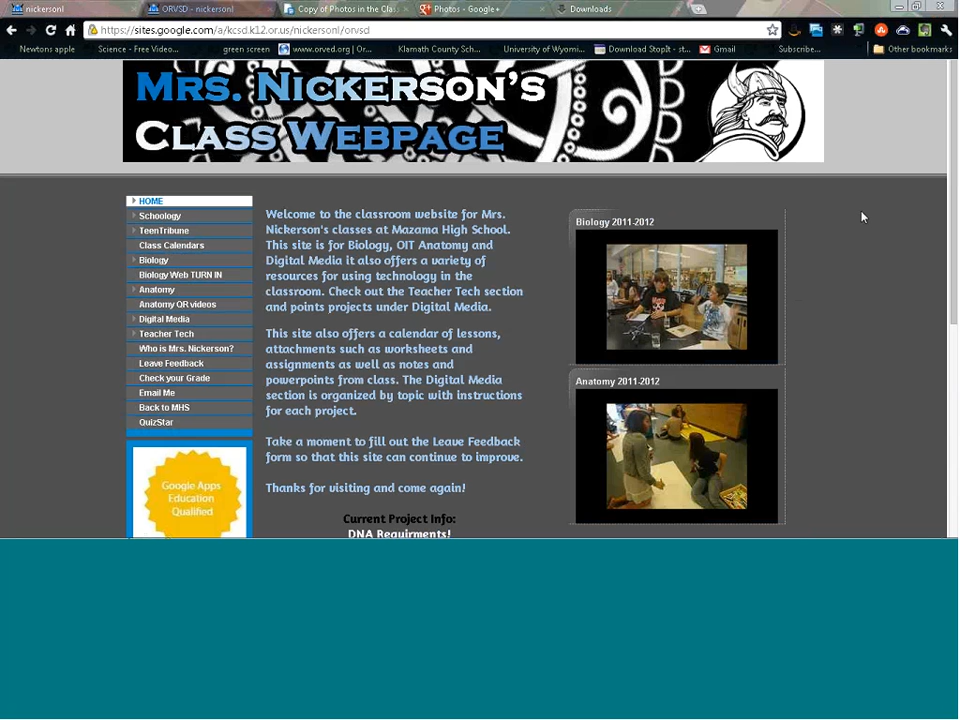 nickersonl
ORVSD - nickersonl
Copy of Photos in the Clas
Photos - Google+
Downloads
https://sites.google.com/a/kcsd.k12.or.us/nickersonl/orvsd
Newtons apple
Science - Free Video...
green screen
www.orved.org | Or...
Klamath County Sch...
University of Wyomi...
Download StopIt - st...
Gmail
Subscribe...
Other bookmarks
Mrs. Nickerson's
Class Webpage
HOME
Schoology
TeenTribune
Class Calendars
Biology
Biology Web TURN IN
Anatomy
Anatomy QR videos
Digital Media
Teacher Tech
Who is Mrs. Nickerson?
Leave Feedback
Check your Grade
Email Me
Back to MHS
QuizStar
Google Apps
Education
Qualified
Welcome to the classroom website for Mrs.
Nickerson's classes at Mazama High School.
This site is for Biology, OIT Anatomy and
Digital Media it also offers a variety of
resources for using technology in the
classroom. Check out the Teacher Tech section
and points projects under Digital Media.
This site also offers a calendar of lessons,
attachments such as worksheets and
assignments as well as notes and
powerpoints from class. The Digital Media
section is organized by topic with instructions
for each project.
Take a moment to fill out the Leave Feedback
form so that this site can continue to improve.
Thanks for visiting and come again!
Current Project Info:
DNA Requirments!
Biology 2011-2012
Anatomy 2011-2012